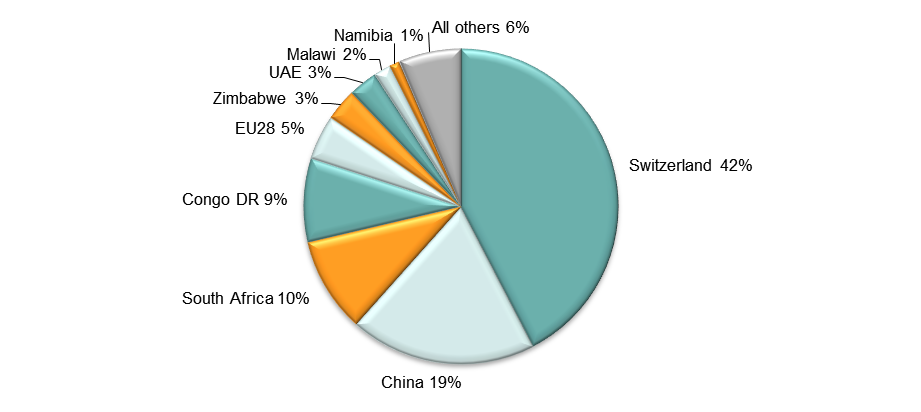 All others 6%
Namibia 1%
Malawi 2%
UAE 3%
Zimbabwe 3%
EU28 5%
Switzerland 42%
Congo DR 9%
South Africa 10%
China 19%